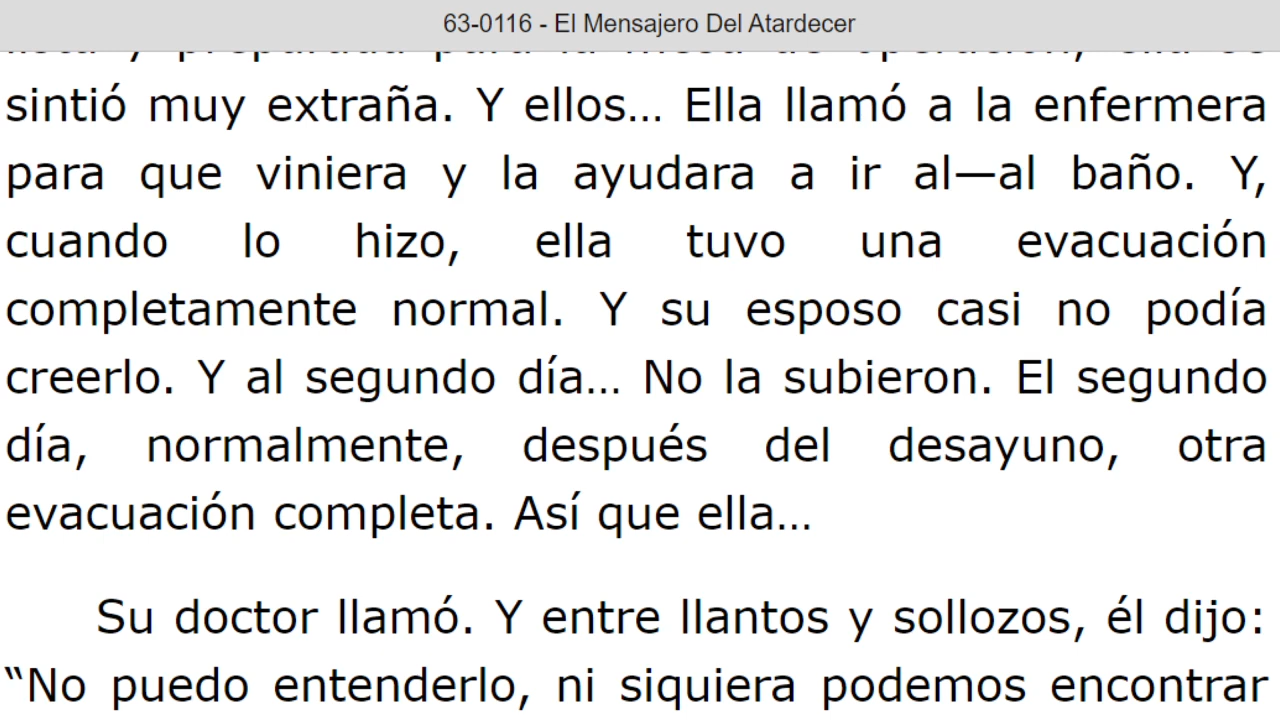 63-0116 - El Mensajero Del Atardecer
sintió muy extraña. Y ellos… Ella llamó a la enfermera
para que viniera y la ayudara a ir al—al baño. Y,
cuando lo hizo, ella tuvo una evacuación
completamente normal. Y su esposo casi no podía
creerlo. Y al segundo día… No la subieron. El segundo
día, normalmente, después del desayuno, otra
evacuación completa. Así que ella…
Su doctor llamó. Y entre llantos y sollozos, él dijo:
“No puedo entenderlo, ni siquiera podemos encontrar